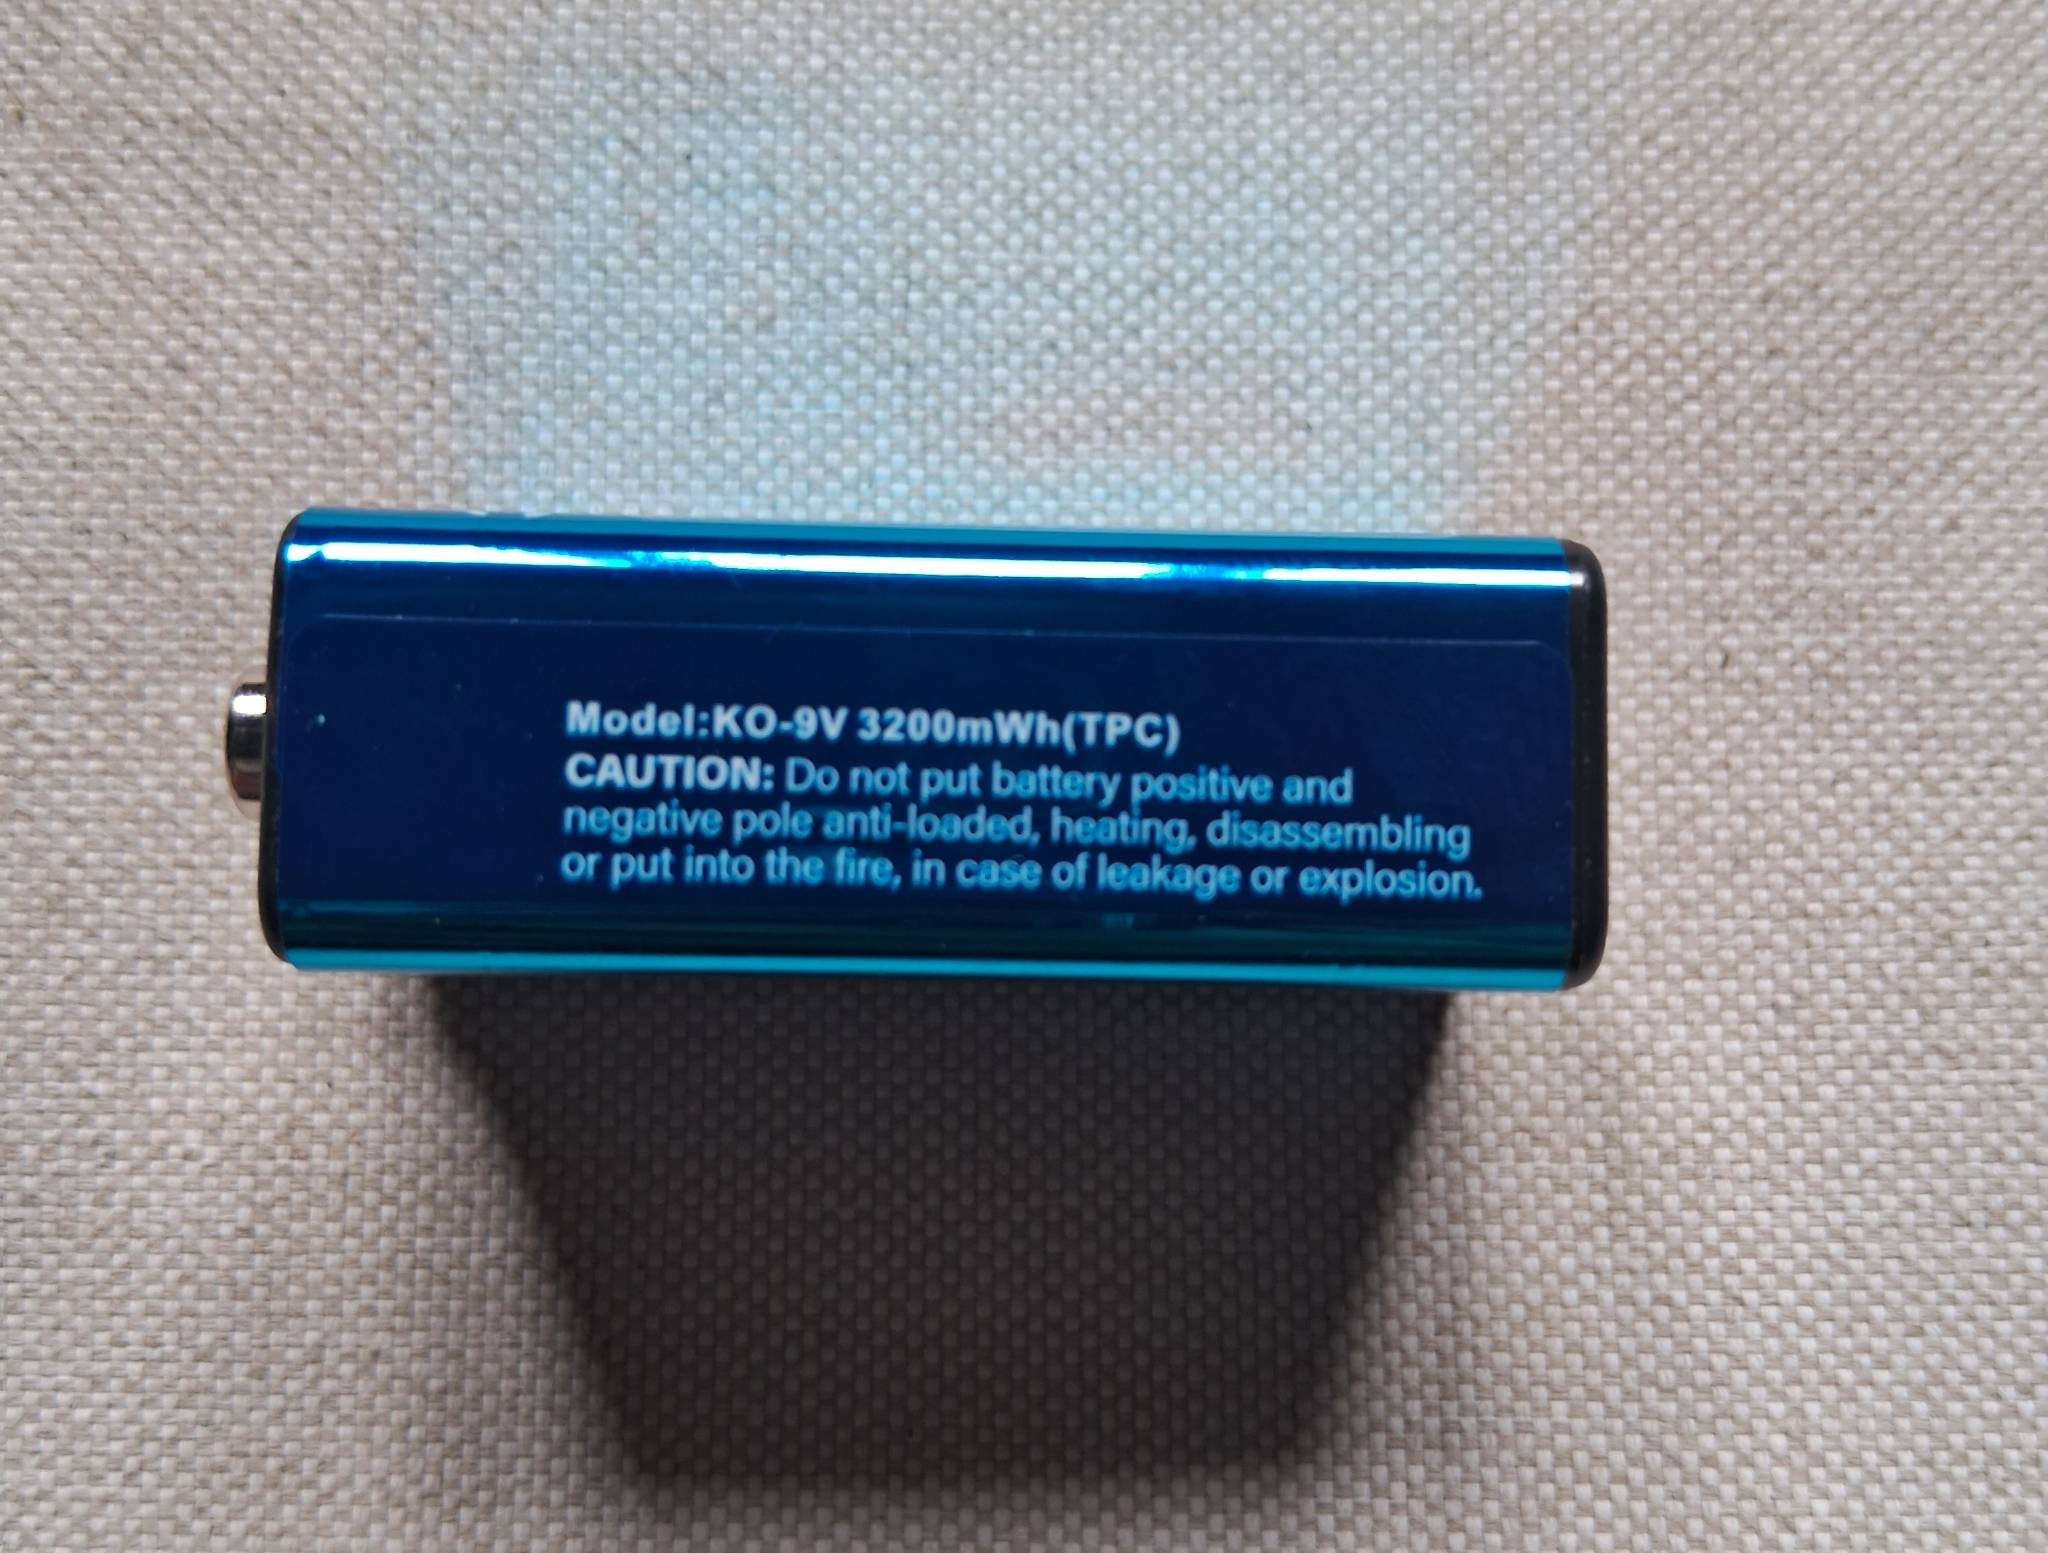 Model:KO-9V 3200mWh(TPC)
CAUTION: Do not put battery positive and
negative pole anti-loaded, heating, disassembling
or put into the fire, in case of leakage or explosion.